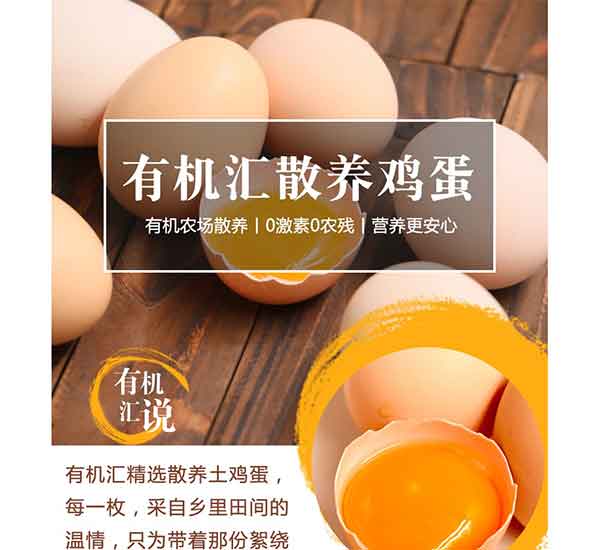 有机汇散养鸡蛋
有机农场散养丨0激素0农残丨营养更安心
有机
汇说
有机汇精选散养土鸡蛋，
每一枚，采自乡里田间的
温情，只为带着那份絮绕